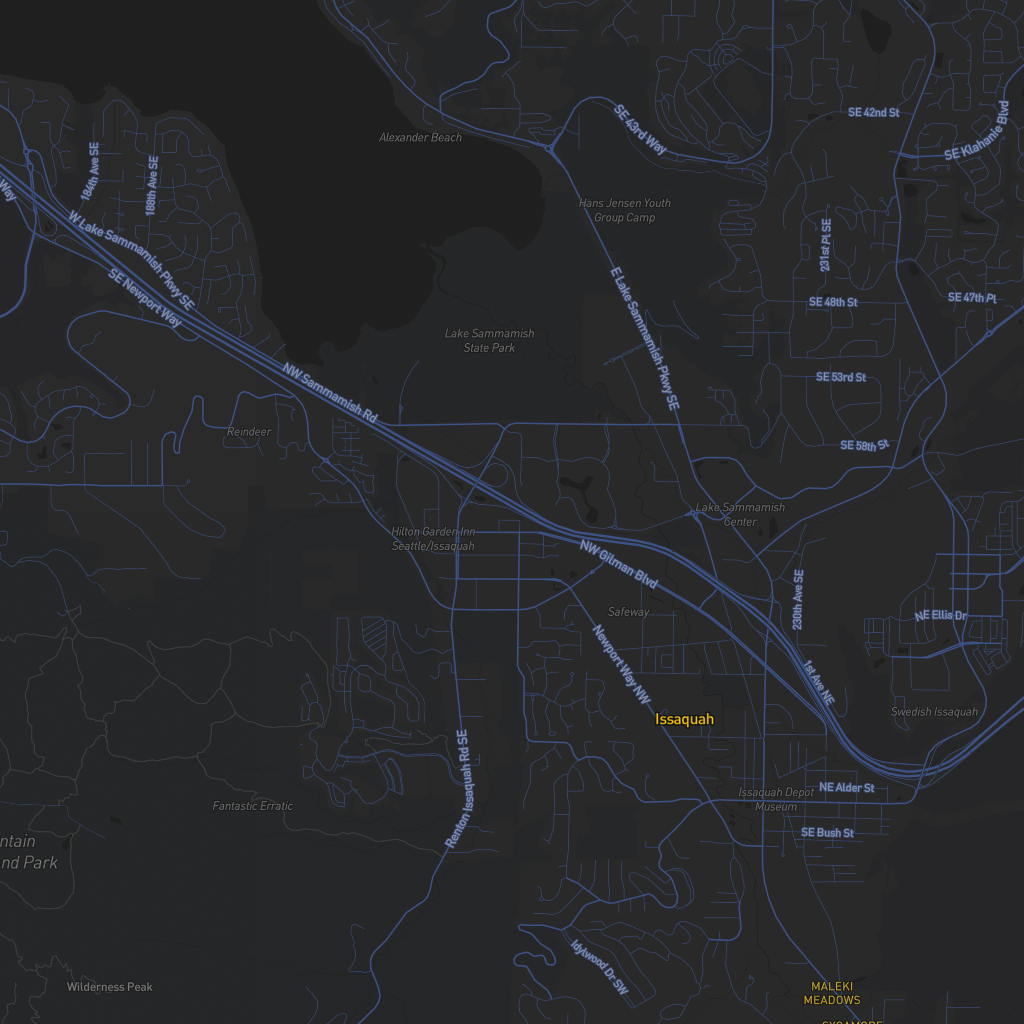 SE 42nd St
SE Klahanie Blvd
SE 43rd Way
Alexander Beach
184th Ave SE
188th Ave SE
Way
Hans Jensen Youth
Group Camp
W Lake Sammamish Pkwy SE
231st Pl SE
SE Newport Way
E Lake Sammamish Pkwy SE
SE 48th St
SE 47th Pl
Lake Sammamish
State Park
NW Sammamish Rd
SE 53rd St
Reindeer
SE 58th St
Lake Sammamish
Center
Hilton Garden Inn
Seattle/Issaquah
NW Gilman Blvd
230th Ave SE
Safeway
NE Ellis Dr
Newport Way NW
1st Ave NE
Issaquah
Swedish Issaquah
Renton Issaquah Rd SE
NE Alder St
Issaquah Depot
Museum
Fantastic Erratic
SE Bush St
ntain
nd Park
Idylwood Dr SW
Wilderness Peak
MALEKI
MEADOWS
SYCAMORE